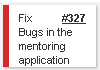 Fix #327
Bugs in the
mentoring
application